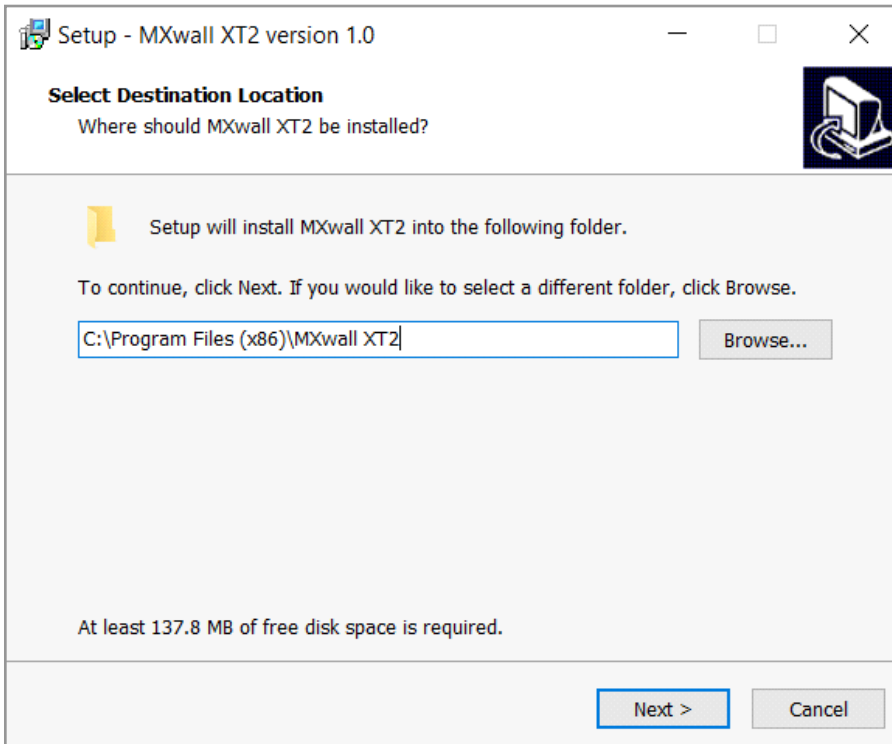 Setup - MXwall XT2 version 1.0
Select Destination Location
Where should MXwall XT2 be installed?
Setup will install MXwall XT2 into the following folder.
To continue, click Next. If you would like to select a different folder, click Browse.
C:\Program Files (x86)\MXwall XT2
Browse...
At least 137.8 MB of free disk space is required.
Next >
Cancel